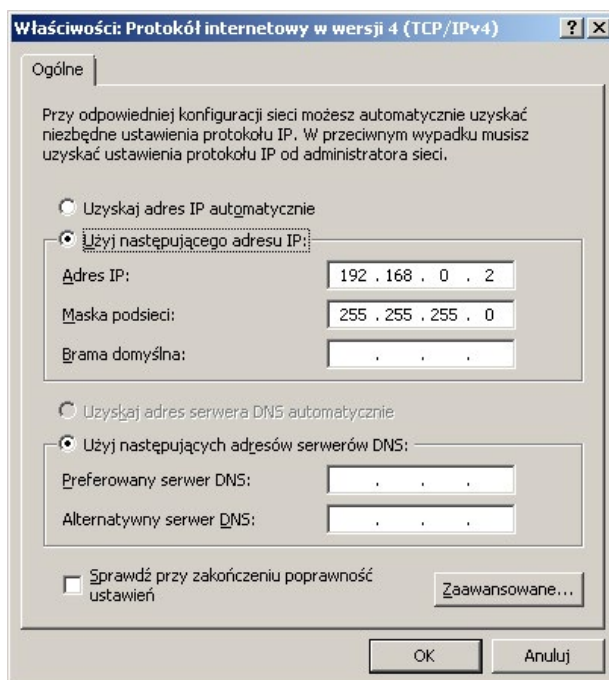 Właściwości: Protokół internetowy w wersji 4 (TCP/IPv4)
Ogólne
Przy odpowiedniej konfiguracji sieci możesz automatycznie uzyskać
niezbędne ustawienia protokołu IP. W przeciwnym wypadku musisz
uzyskać ustawienia protokołu IP od administratora sieci.
Uzyskaj adres IP automatycznie
Użyj następującego adresu IP:
Adres IP: 192 . 168 . 0 . 2
Maska podsieci: 255 . 255 . 255 . 0
Brama domyślna: . . .
Uzyskaj adres serwera DNS automatycznie
Użyj następujących adresów serwerów DNS:
Preferowany serwer DNS: . . .
Alternatywny serwer DNS: . . .
Sprawdź przy zakończeniu poprawność
ustawień
Zaawansowane...
OK Anuluj